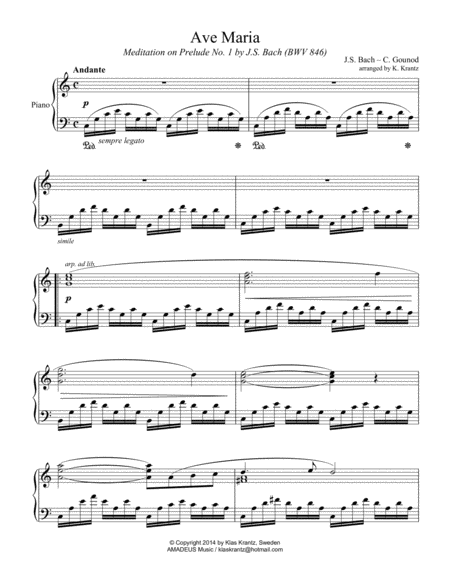 Ave Maria
Meditation on Prelude No. 1 by J.S. Bach (BWV 846)
J.S. Bach – C. Gounod
arranged by K. Krantz
Andante
Piano
p
sempre legato
Ped
simile
arp. ad lib.
p
Copyright © 2014 by Klas Krantz, Sweden
AMADEUS Music / klaskrantz@hotmail.com